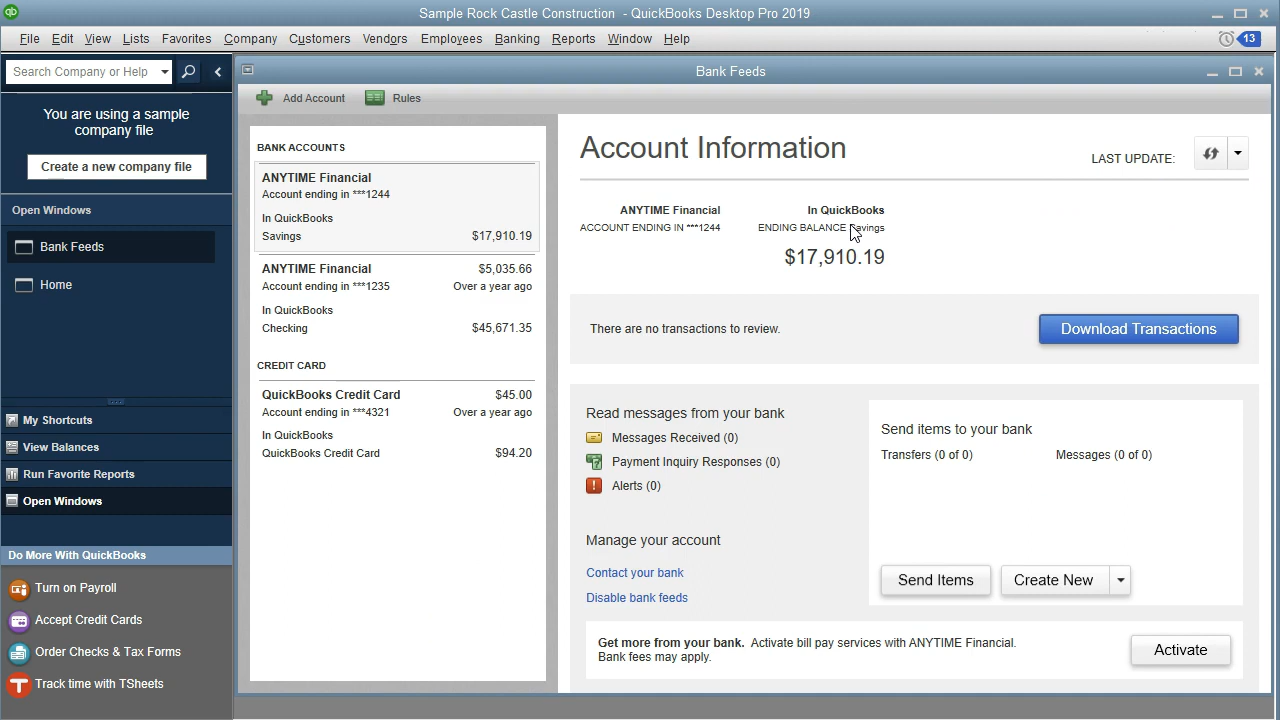 qb
Sample Rock Castle Construction - QuickBooks Desktop Pro 2019
File Edit View Lists Favorites Company Customers Vendors Employees Banking Reports Window Help
13
Search Company or Help
Bank Feeds
Add Account Rules
You are using a sample
company file
Create a new company file
Open Windows
Bank Feeds
Home
My Shortcuts
View Balances
Run Favorite Reports
Open Windows
Do More With QuickBooks
Turn on Payroll
Accept Credit Cards
Order Checks & Tax Forms
Track time with TSheets
BANK ACCOUNTS
ANYTIME Financial
Account ending in ***1244
In QuickBooks
Savings $17,910.19
ANYTIME Financial $5,035.66
Account ending in ***1235 Over a year ago
In QuickBooks
Checking $45,671.35
CREDIT CARD
QuickBooks Credit Card $45.00
Account ending in ***4321 Over a year ago
In QuickBooks
QuickBooks Credit Card $94.20
Account Information
LAST UPDATE:
ANYTIME Financial In QuickBooks
ACCOUNT ENDING IN ***1244 ENDING BALANCE Savings
$17,910.19
There are no transactions to review.
Download Transactions
Read messages from your bank
Messages Received (0)
Payment Inquiry Responses (0)
Alerts (0)
Manage your account
Contact your bank
Disable bank feeds
Send items to your bank
Transfers (0 of 0) Messages (0 of 0)
Send Items Create New
Get more from your bank. Activate bill pay services with ANYTIME Financial.
Bank fees may apply.
Activate